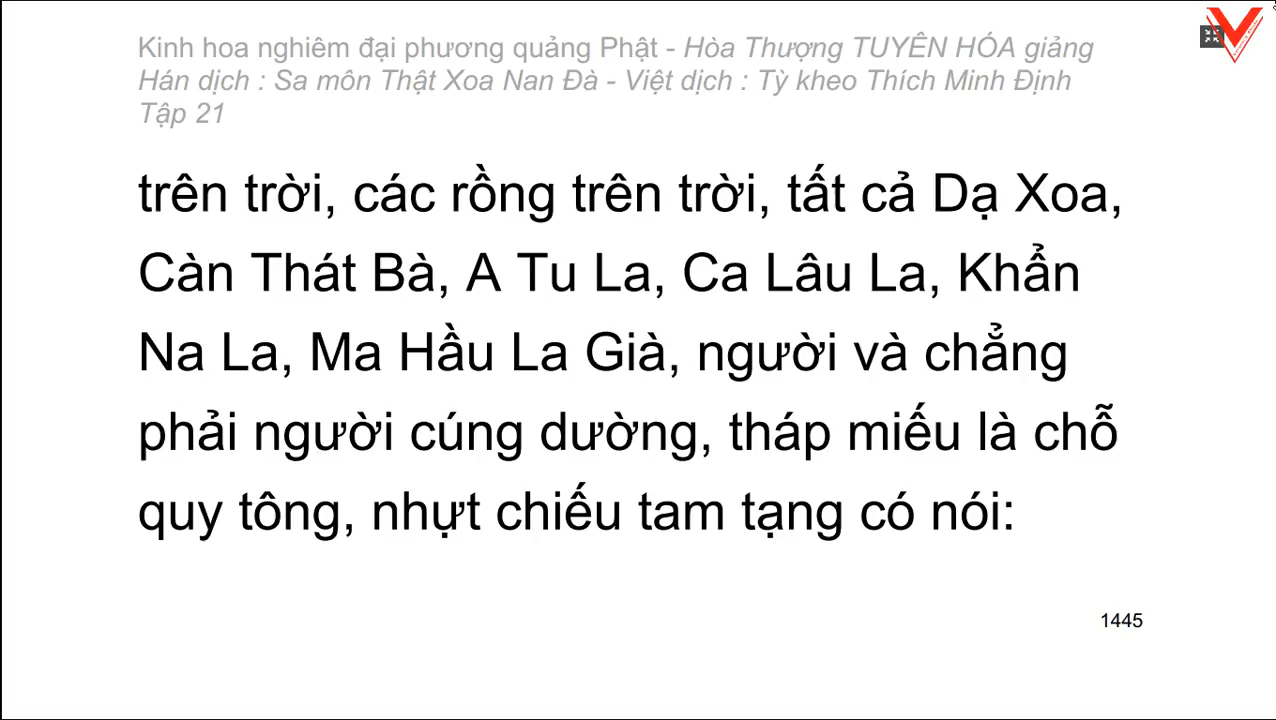 Kinh hoa nghiêm đại phương quảng Phật - Hòa Thượng TUYÊN HÓA giảng
Hán dịch : Sa môn Thật Xoa Nan Đà - Việt dịch : Tỳ kheo Thích Minh Định
Tập 21
trên trời, các rồng trên trời, tất cả Dạ Xoa,
Càn Thát Bà, A Tu La, Ca Lâu La, Khẩn
Na La, Ma Hầu La Già, người và chẳng
phải người cúng dường, tháp miếu là chỗ
quy tông, nhựt chiếu tam tạng có nói:
1445